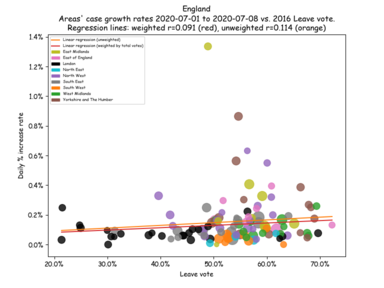 England
Areas' case growth rates 2020-07-01 to 2020-07-08 vs. 2016 Leave vote.
Regression lines: weighted r=0.091 (red), unweighted r=0.114 (orange)
1.4%
1.2%
1.0%
0.8%
0.6%
0.4%
0.2%
0.0%
Daily % increase rate
Linear regression (unweighted)
Linear regression (weighted by total votes)
East Midlands
East of England
London
North East
North West
South East
South West
West Midlands
Yorkshire and The Humber
20.0%
30.0%
40.0%
50.0%
60.0%
70.0%
Leave vote